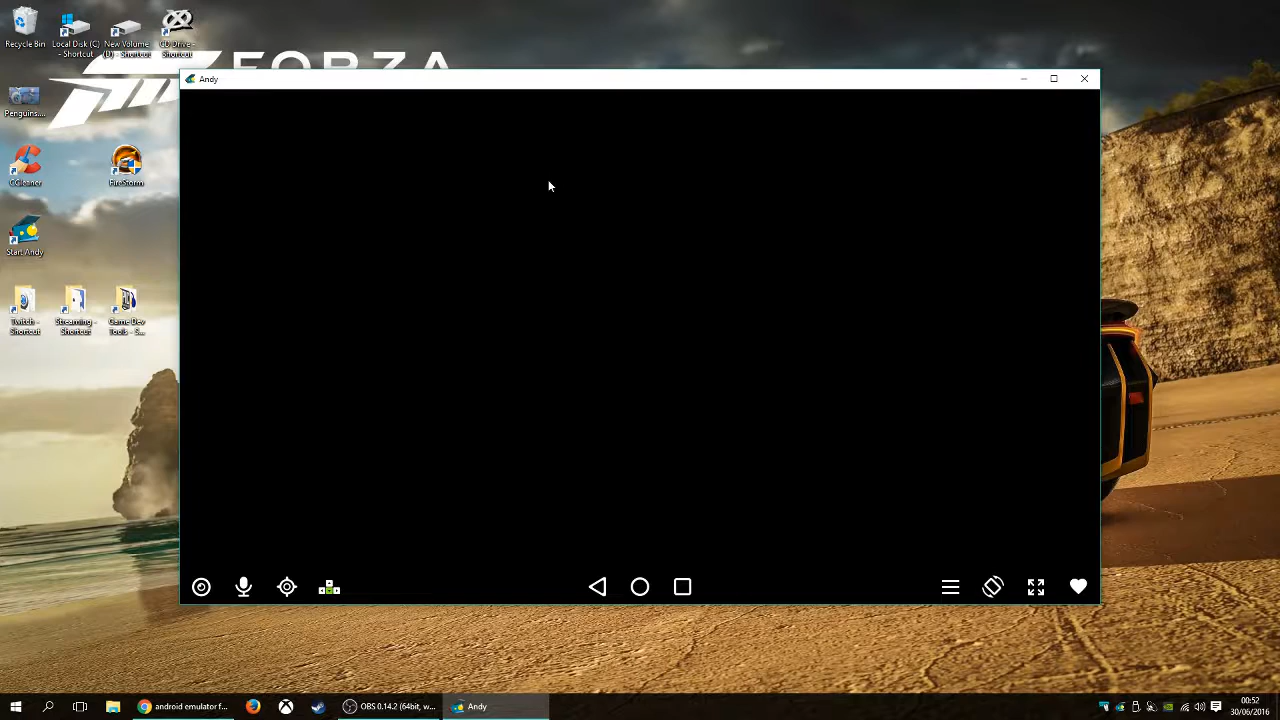 Recycle Bin
Local Disk (C)
- Shortcut
New Volume
(D) - Shortcut
CD Drive -
Shortcut
FORZA
Andy
Penguins....
CCleaner
FireStorm
Start Andy
Twitch -
Shortcut
Streaming -
Shortcut
Game Dev
Tools - S...
android emulator f...
OBS 0.14.2 (64bit, w...
Andy
00:52
30/06/2016